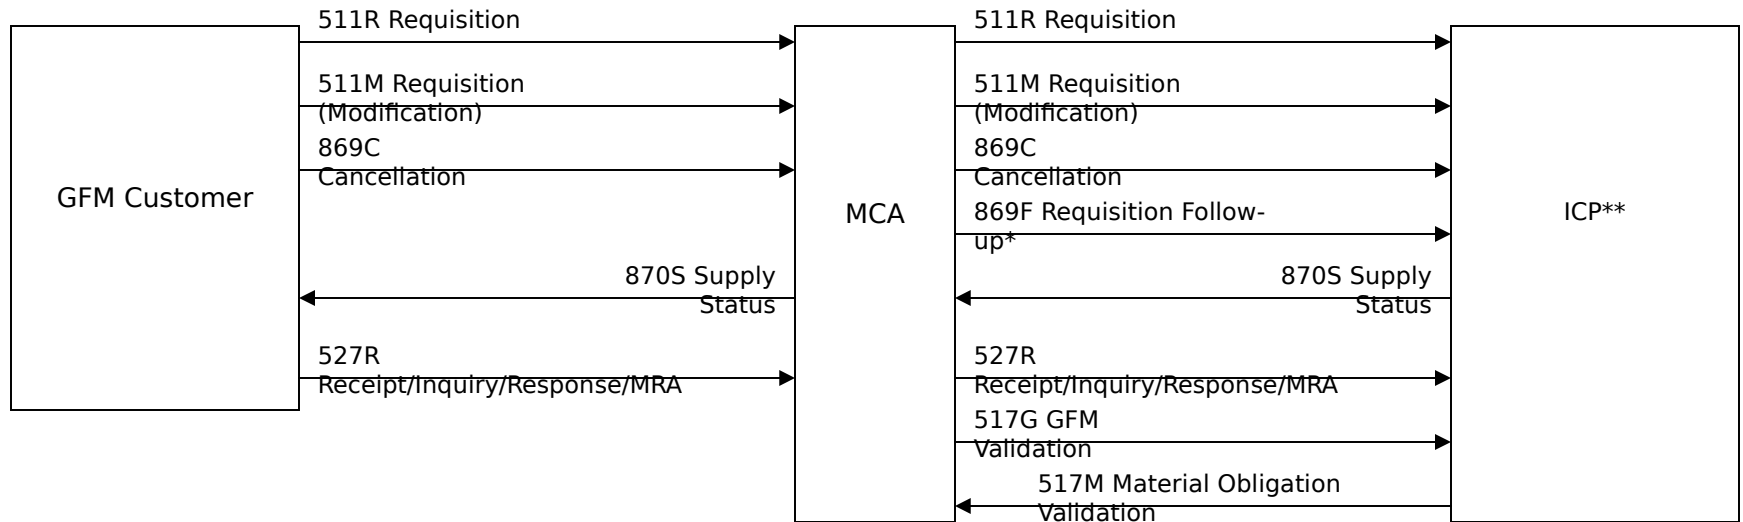 511R Requisition
511R Requisition
511M Requisition
(Modification)
511M Requisition
(Modification)
869C
Cancellation
869C
Cancellation
GFM Customer
MCA
869F Requisition Follow-
up*
ICP**
870S Supply
Status
870S Supply
Status
527R
Receipt/Inquiry/Response/MRA
527R
Receipt/Inquiry/Response/MRA
517G GFM
Validation
517M Material Obligation
Validation